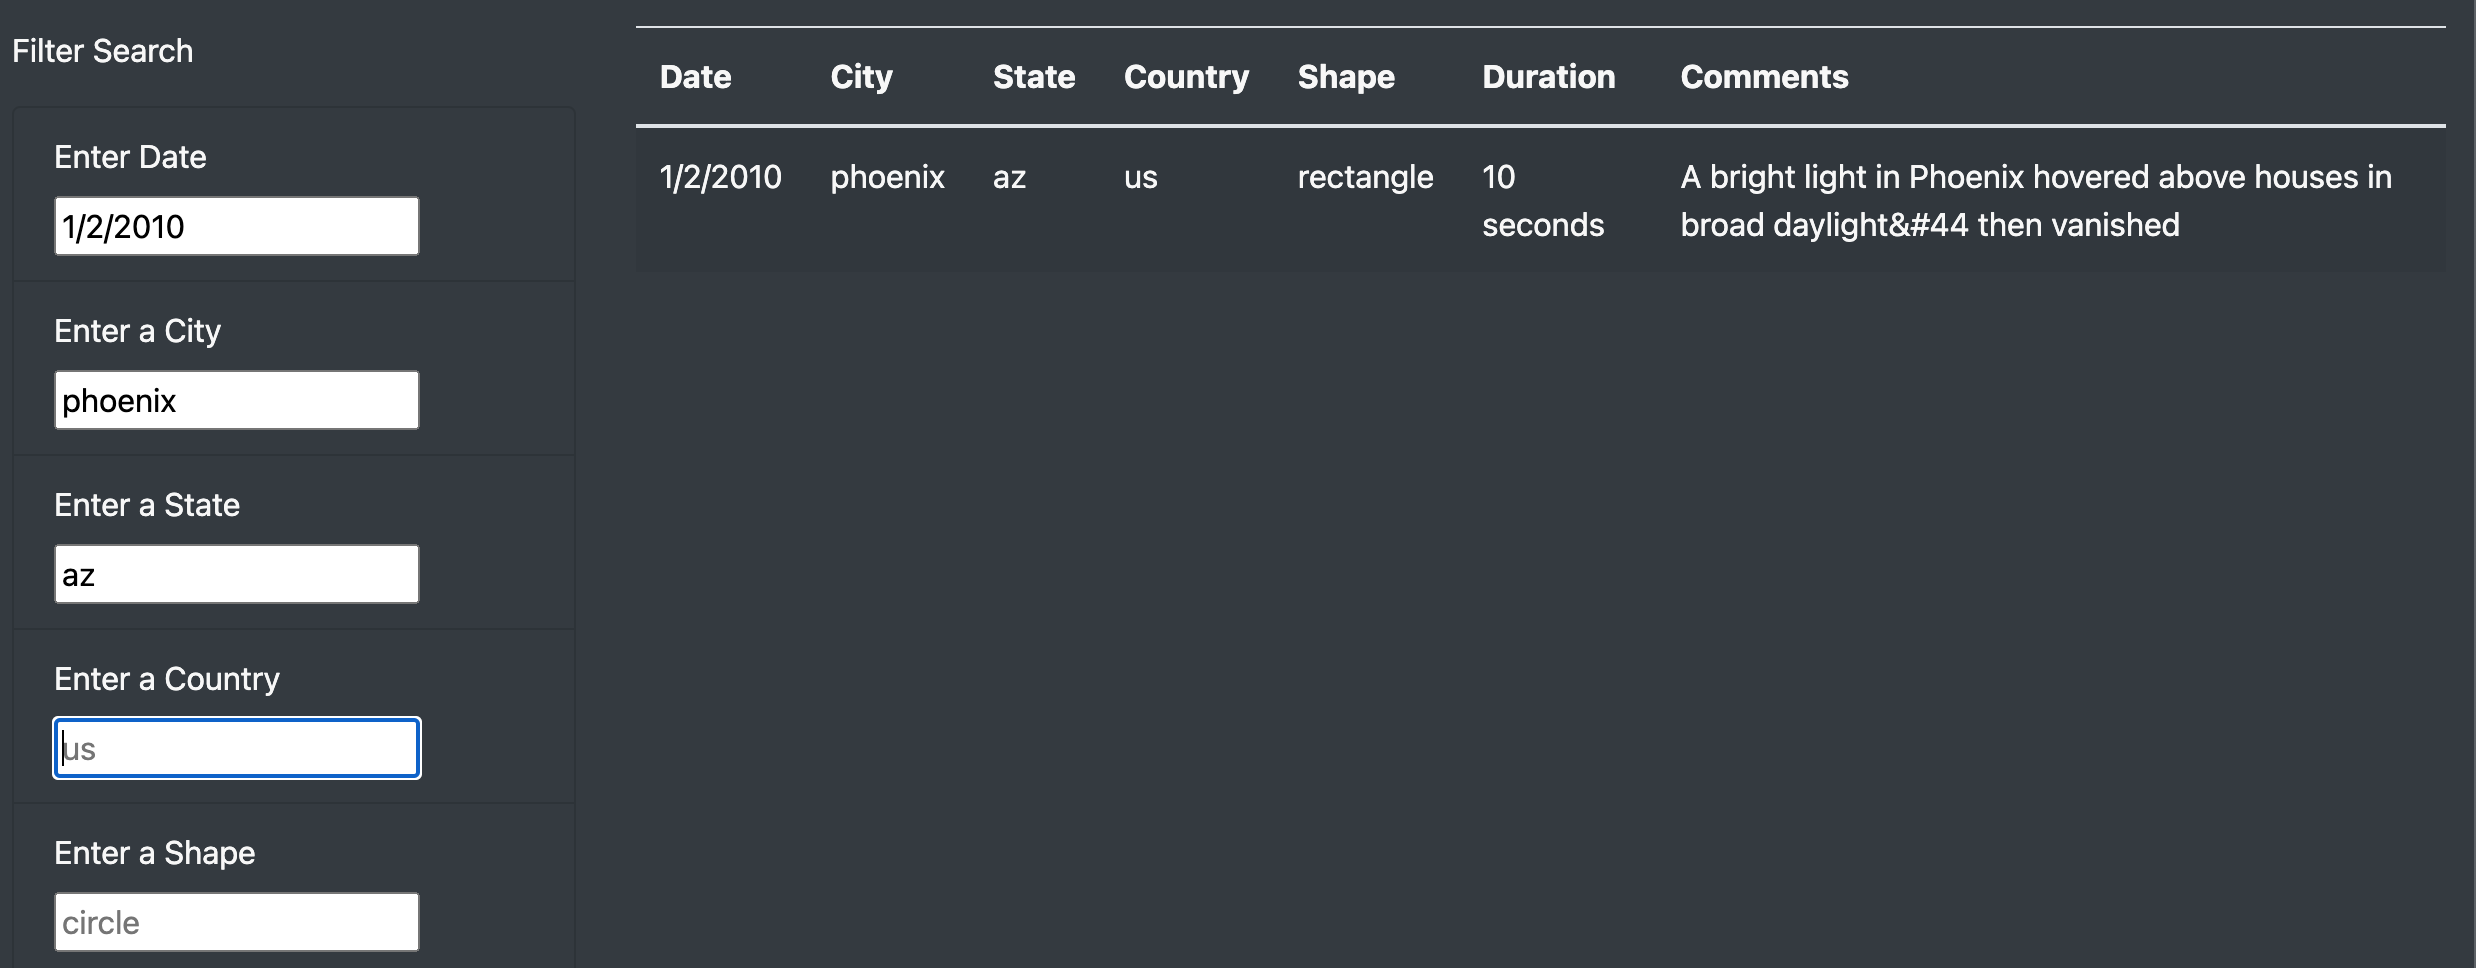 Filter Search
Enter Date
1/2/2010
Enter a City
phoenix
Enter a State
az
Enter a Country
us
Enter a Shape
circle
Date City State Country Shape Duration Comments
1/2/2010 phoenix az us rectangle 10 A bright light in Phoenix hovered above houses in
seconds broad daylight&#44 then vanished